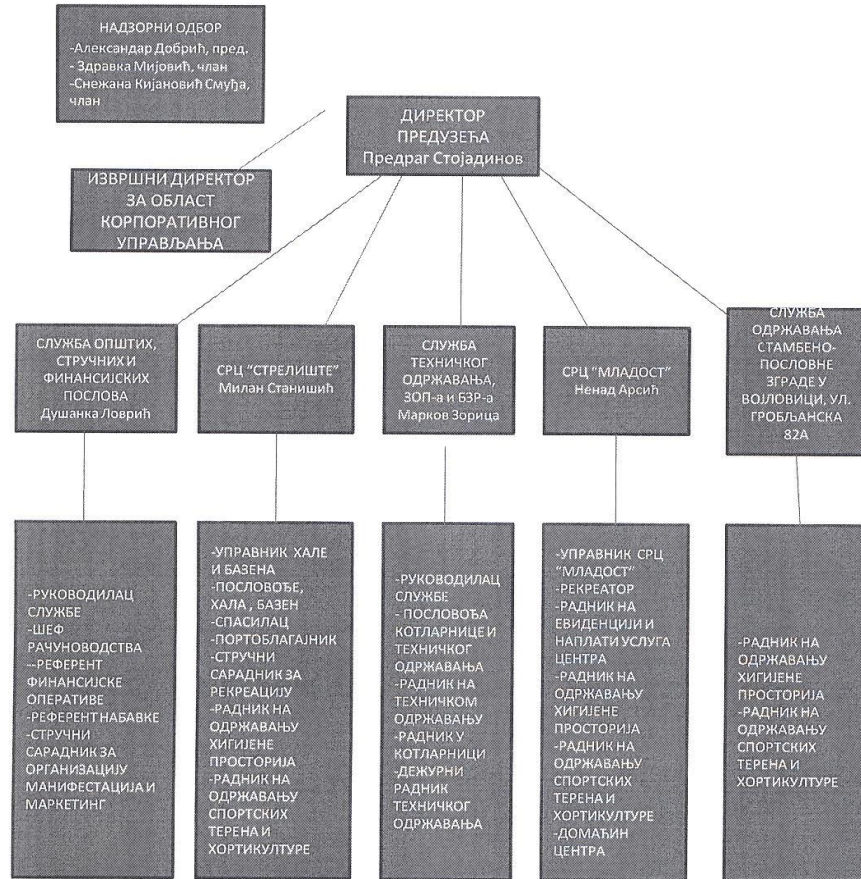 НАДЗОРНИ ОДБОР
-Александар Добрић, пред.
- Здравка Мијовић, члан
-Снежана Кијановић Смуђа,
члан
ДИРЕКТОР
ПРЕДУЗЕЋА
Предраг Стојадинов
ИЗВРШНИ ДИРЕКТОР
ЗА ОБЛАСТ
КОРПОРАТИВНОГ
УПРАВЉАЊА
СЛУЖБА ОПШТИХ,
СТРУЧНИХ И
ФИНАНСИЈСКИХ
ПОСЛОВА
Душанка Ловрић
СРЦ “СТРЕЛИШТЕ”
Милан Станишић
СЛУЖБА
ТЕХНИЧКОГ
ОДРЖАВАЊА,
ЗОП-а и БЗР-а
Марков Зорица
СРЦ “МЛАДОСТ”
Ненад Арсић
СЛУЖБА
ОДРЖАВАЊА
СТАМБЕНО-
ПОСЛОВНЕ
ЗГРАДЕ У
ВОЈЛОВИЦИ, УЛ.
ГРОБЉАНСКА
82А
-РУКОВОДИЛАЦ
СЛУЖБЕ
-ШЕФ
РАЧУНОВОДСТВА
--РЕФЕРЕНТ
ФИНАНСИЈСКЕ
ОПЕРАТИВЕ
-РЕФЕРЕНТ НАБАВКЕ
-СТРУЧНИ
САРАДНИК ЗА
ОРГАНИЗАЦИЈУ
МАНИФЕСТАЦИЈА И
МАРКЕТИНГ
-УПРАВНИК ХАЛЕ
И БАЗЕНА
-ПОСЛОВОЂЕ,
ХАЛА , БАЗЕН
-СПАСИЛАЦ
-ПОРТОБЛАГАЈНИК
-СТРУЧНИ
САРАДНИК ЗА
РЕКРЕАЦИЈУ
-РАДНИК НА
ОДРЖАВАЊУ
ХИГИЈЕНЕ
ПРОСТОРИЈА
-РАДНИК НА
ОДРЖАВАЊУ
СПОРТСКИХ
ТЕРЕНА И
ХОРТИКУЛТУРЕ
-РУКОВОДИЛАЦ
СЛУЖБЕ
- ПОСЛОВОЂА
КОТЛАРНИЦЕ И
ТЕХНИЧКОГ
ОДРЖАВАЊА
-РАДНИК НА
ТЕХНИЧКОМ
ОДРЖАВАЊУ
-РАДНИК У
КОТЛАРНИЦИ
-ДЕЖУРНИ
РАДНИК
ТЕХНИЧКОГ
ОДРЖАВАЊА
-УПРАВНИК СРЦ
“МЛАДОСТ”
-РЕКРЕАТОР
-РАДНИК НА
ЕВИДЕНЦИЈИ И
НАПЛАТИ УСЛУГА
ЦЕНТРА
-РАДНИК НА
ОДРЖАВАЊУ
ХИГИЈЕНЕ
ПРОСТОРИЈА
-РАДНИК НА
ОДРЖАВАЊУ
СПОРТСКИХ
ТЕРЕНА И
ХОРТИКУЛТУРЕ
-ДОМАЋИН
ЦЕНТРА
-РАДНИК НА
ОДРЖАВАЊУ
ХИГИЈЕНЕ
ПРОСТОРИЈА
-РАДНИК НА
ОДРЖАВАЊУ
СПОРТСКИХ
ТЕРЕНА И
ХОРТИКУЛТУРЕ